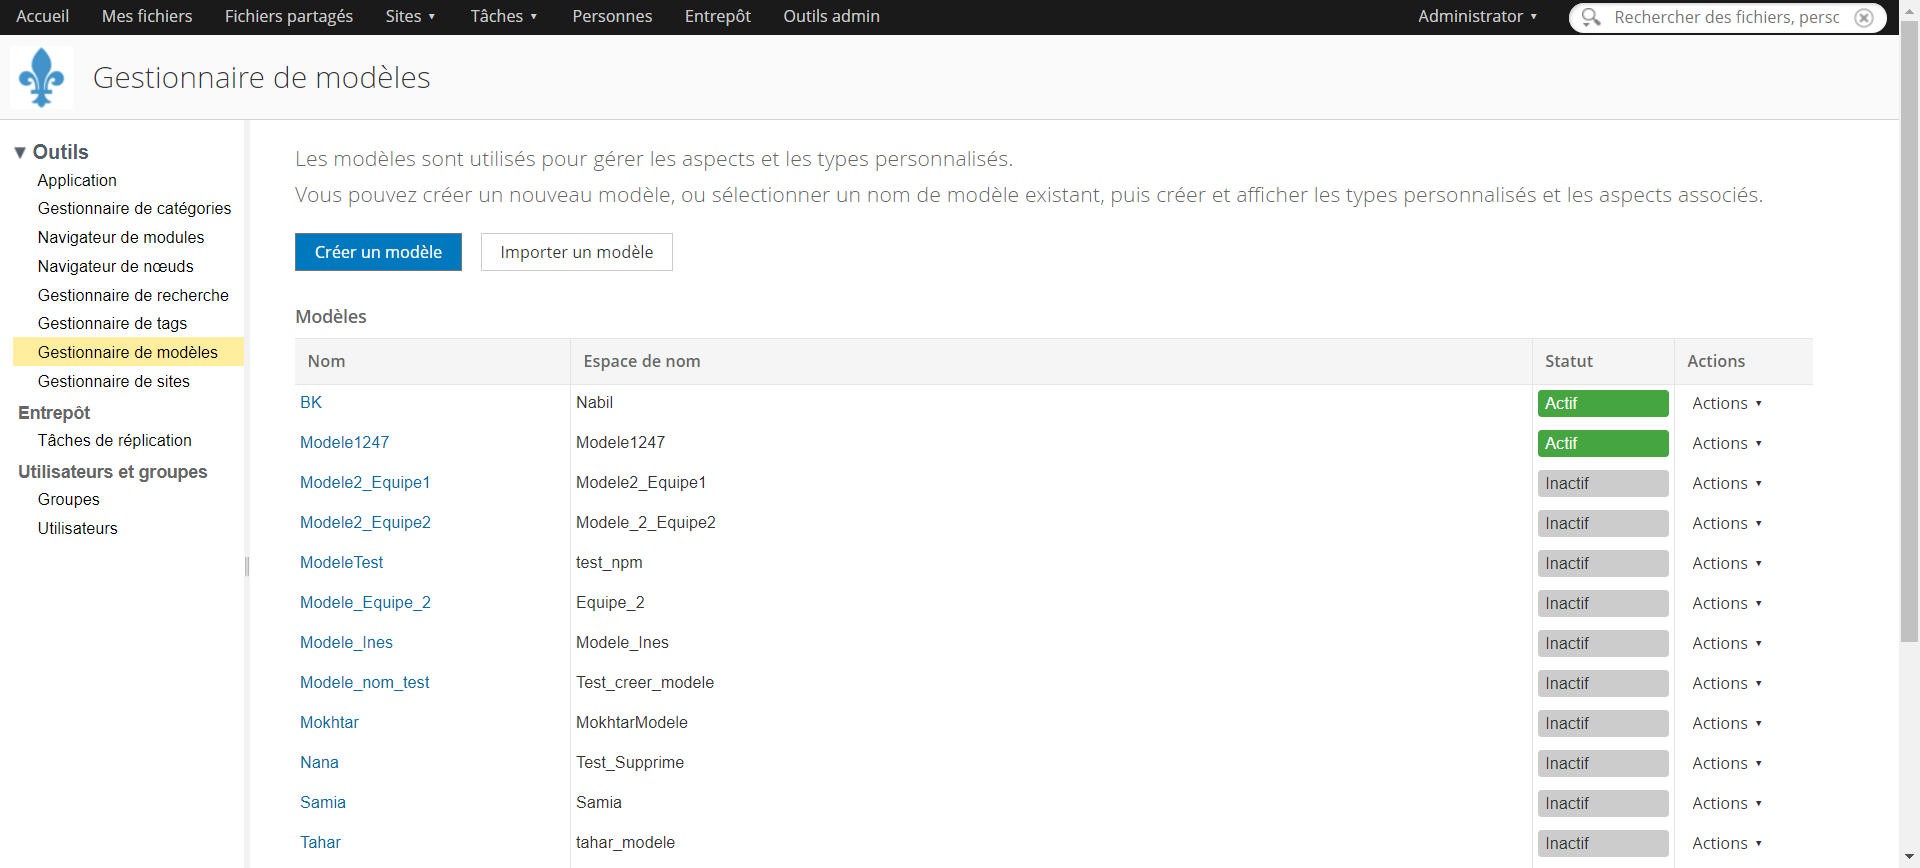 Accueil Mes fichiers Fichiers partagés Sites ▼ Tâches ▼ Personnes Entrepôt Outils admin Administrator ▼ Rechercher des fichiers, persc
Gestionnaire de modèles
▼ Outils
Application
Gestionnaire de catégories
Navigateur de modules
Navigateur de nœuds
Gestionnaire de recherche
Gestionnaire de tags
Gestionnaire de modèles
Gestionnaire de sites
Entrepôt
Tâches de réplication
Utilisateurs et groupes
Groupes
Utilisateurs
Les modèles sont utilisés pour gérer les aspects et les types personnalisés.
Vous pouvez créer un nouveau modèle, ou sélectionner un nom de modèle existant, puis créer et afficher les types personnalisés et les aspects associés.
Créer un modèle Importer un modèle
Modèles
Nom Espace de nom Statut Actions
BK Nabil Actif Actions ▼
Modele1247 Modele1247 Actif Actions ▼
Modele2_Equipe1 Modele2_Equipe1 Inactif Actions ▼
Modele2_Equipe2 Modele_2_Equipe2 Inactif Actions ▼
ModeleTest test_npm Inactif Actions ▼
Modele_Equipe_2 Equipe_2 Inactif Actions ▼
Modele_Ines Modele_Ines Inactif Actions ▼
Modele_nom_test Test_creer_modele Inactif Actions ▼
Mokhtar MokhtarModele Inactif Actions ▼
Nana Test_Supprime Inactif Actions ▼
Samia Samia Inactif Actions ▼
Tahar tahar_modele Inactif Actions ▼